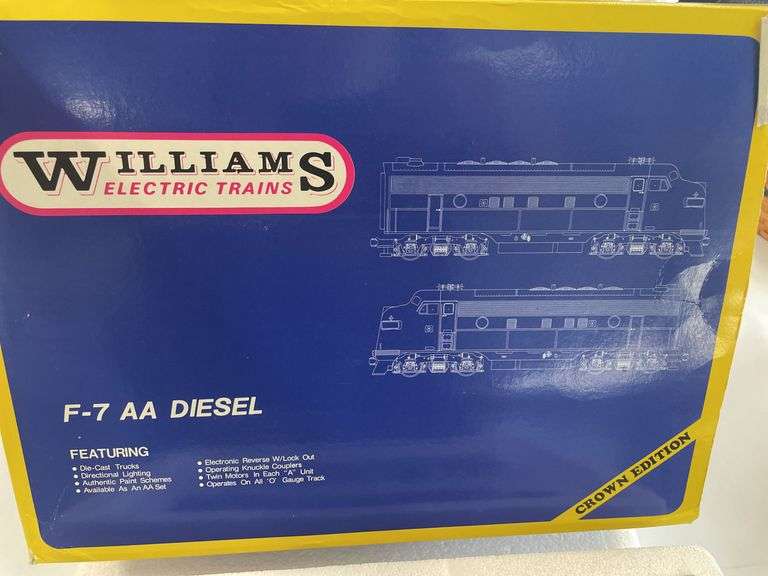 WILLIAMS
ELECTRIC TRAINS
F-7 AA DIESEL
FEATURING
• Die-Cast Trucks
• Directional Lighting
• Authentic Paint Schemes
• Available As An AA Set
• Electronic Reverse W/Lock Out
• Operating Knuckle Couplers
• Twin Motors In Each "A" Unit
• Operates On All 'O' Gauge Track
CROWN EDITION